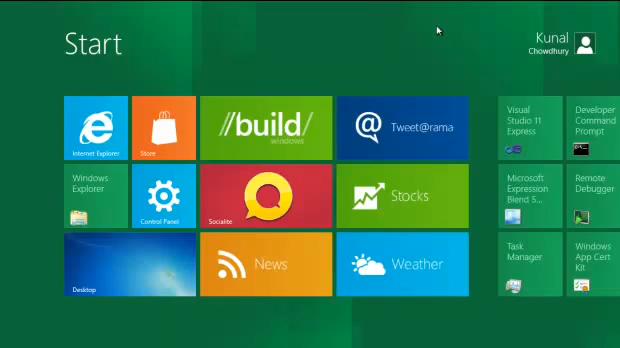 Start
Kunal
Chowdhury
Internet Explorer
Store
//build/
windows
Tweet@rama
Visual
Studio 11
Express
Developer
Command
Prompt
Windows
Explorer
Control Panel
Socialite
Stocks
Microsoft
Expression
Blend 5...
Remote
Debugger
Desktop
News
Weather
Task
Manager
Windows
App Cert
Kit